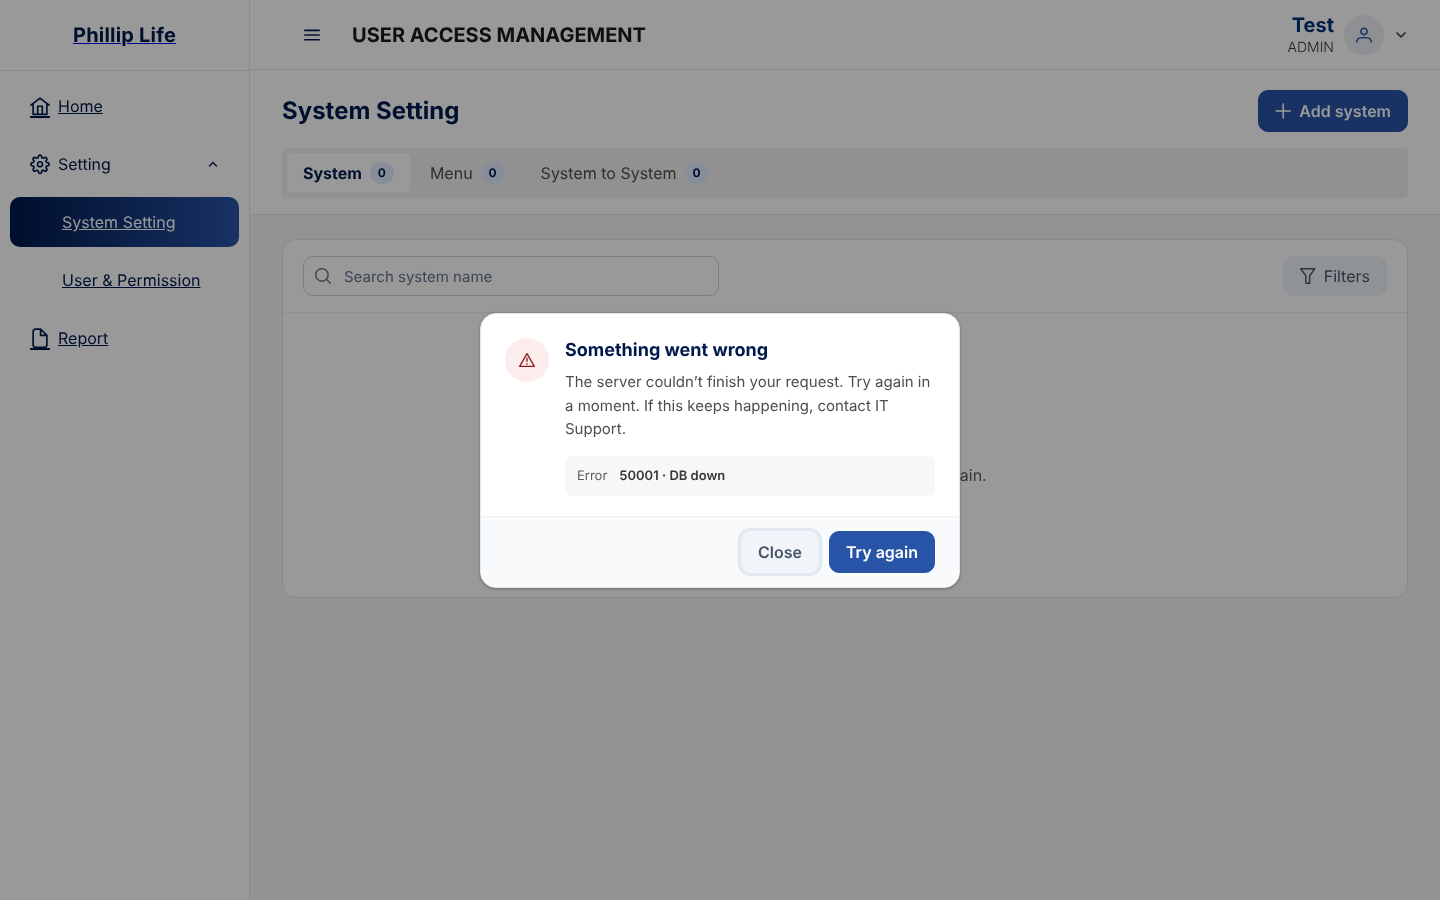 Phillip Life
USER ACCESS MANAGEMENT
Test
ADMIN
Home
Setting
System Setting
User & Permission
Report
System Setting
Add system
System 0
Menu 0
System to System 0
Search system name
Filters
Something went wrong
The server couldn’t finish your request. Try again in
a moment. If this keeps happening, contact IT
Support.
Error 50001 · DB down
ain.
Close
Try again